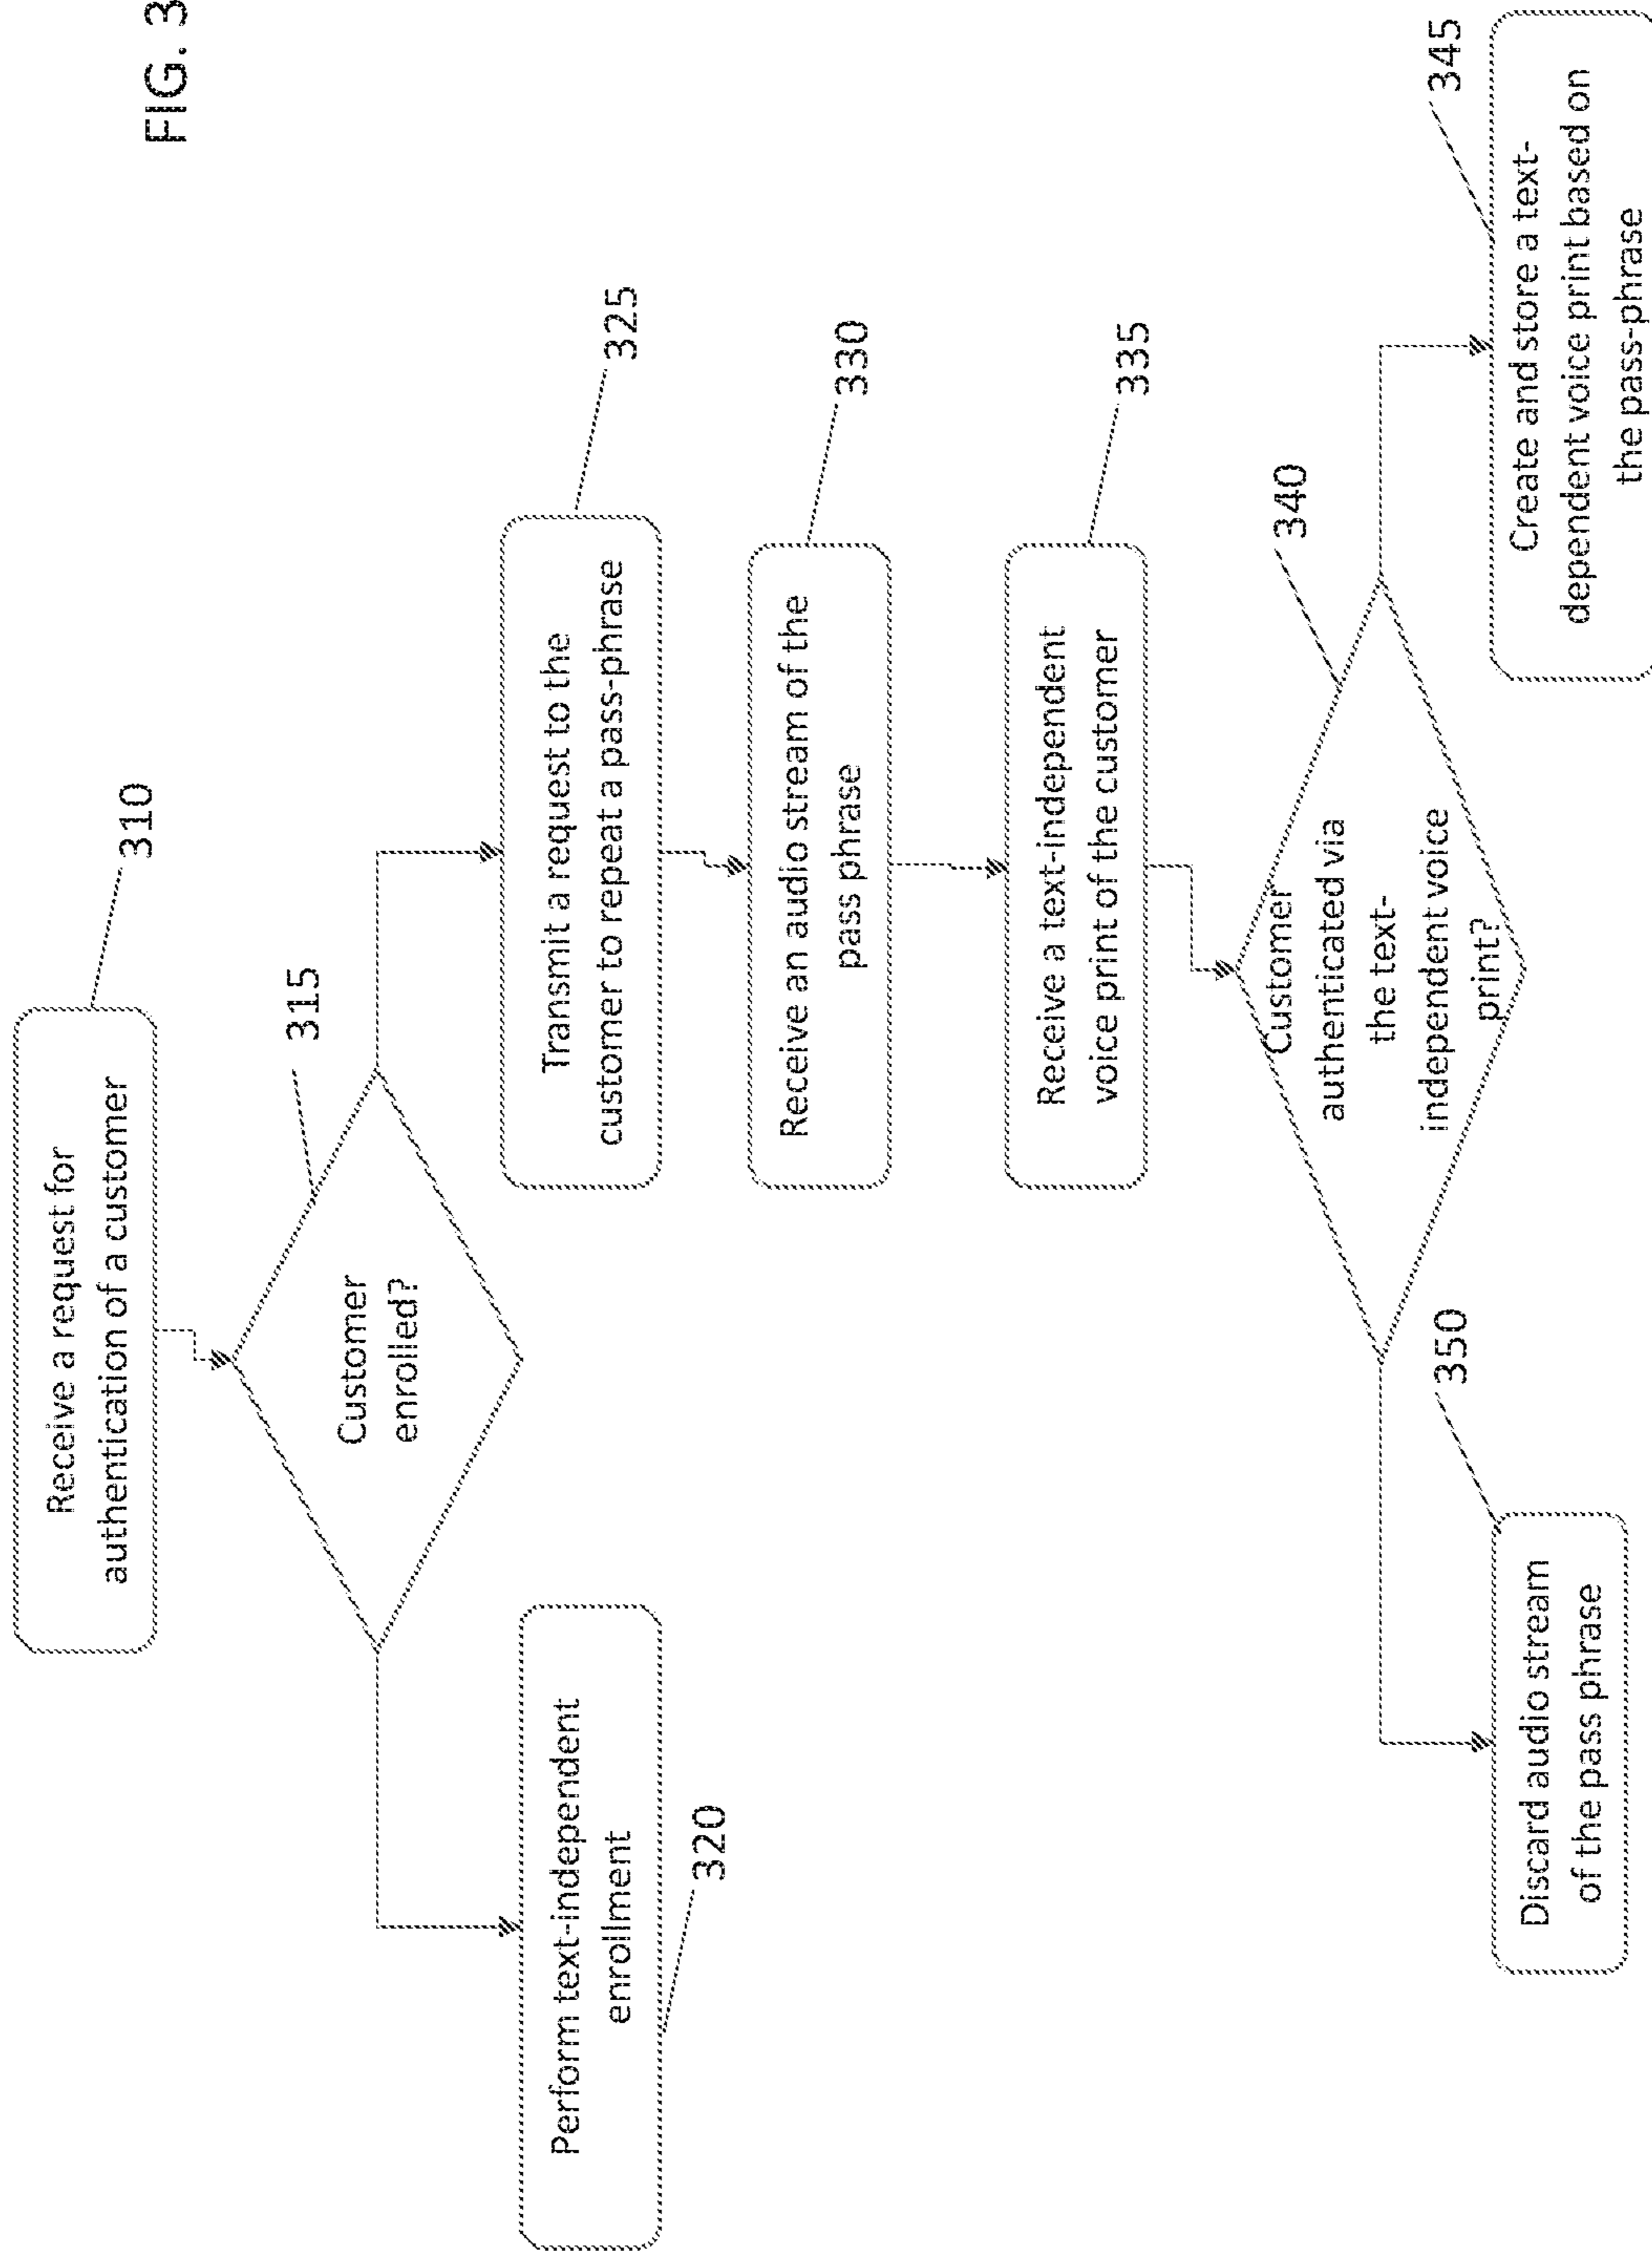 FIG. 3
Receive a request for
authentication of a customer
310
315
Customer
enrolled?
Perform text-independent
enrollment
320
Transmit a request to the
customer to repeat a pass-phrase
325
Receive an audio stream of the
pass phrase
330
Receive a text-independent
voice print of the customer
335
340
Customer
authenticated via
the text-
independent voice
print?
350
Discard audio stream
of the pass phrase
345
Create and store a text-
dependent voice print based on
the pass-phrase